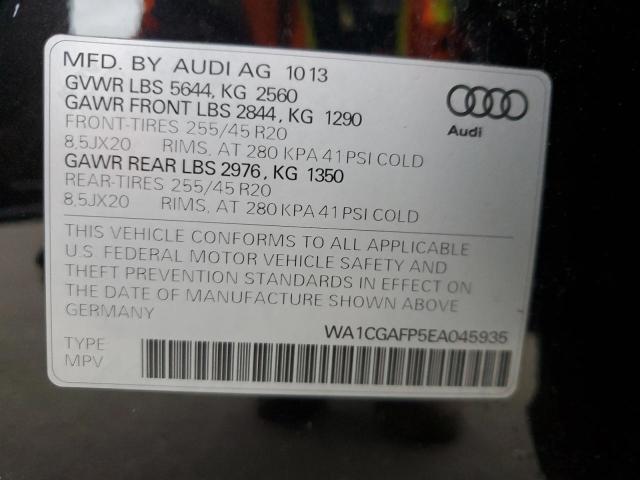 MFD. BY AUDI AG 1013
GVWR LBS 5644, KG 2560
GAWR FRONT LBS 2844, KG 1290
FRONT-TIRES 255/45 R20
8,5JX20 RIMS, AT 280 KPA 41 PSI COLD
GAWR REAR LBS 2976, KG 1350
REAR-TIRES 255/45 R20
8,5JX20 RIMS, AT 280 KPA 41 PSI COLD
Audi
THIS VEHICLE CONFORMS TO ALL APPLICABLE
U.S. FEDERAL MOTOR VEHICLE SAFETY AND
THEFT PREVENTION STANDARDS IN EFFECT ON
THE DATE OF MANUFACTURE SHOWN ABOVE
GERMANY
WA1CGAFP5EA045935
TYPE
MPV